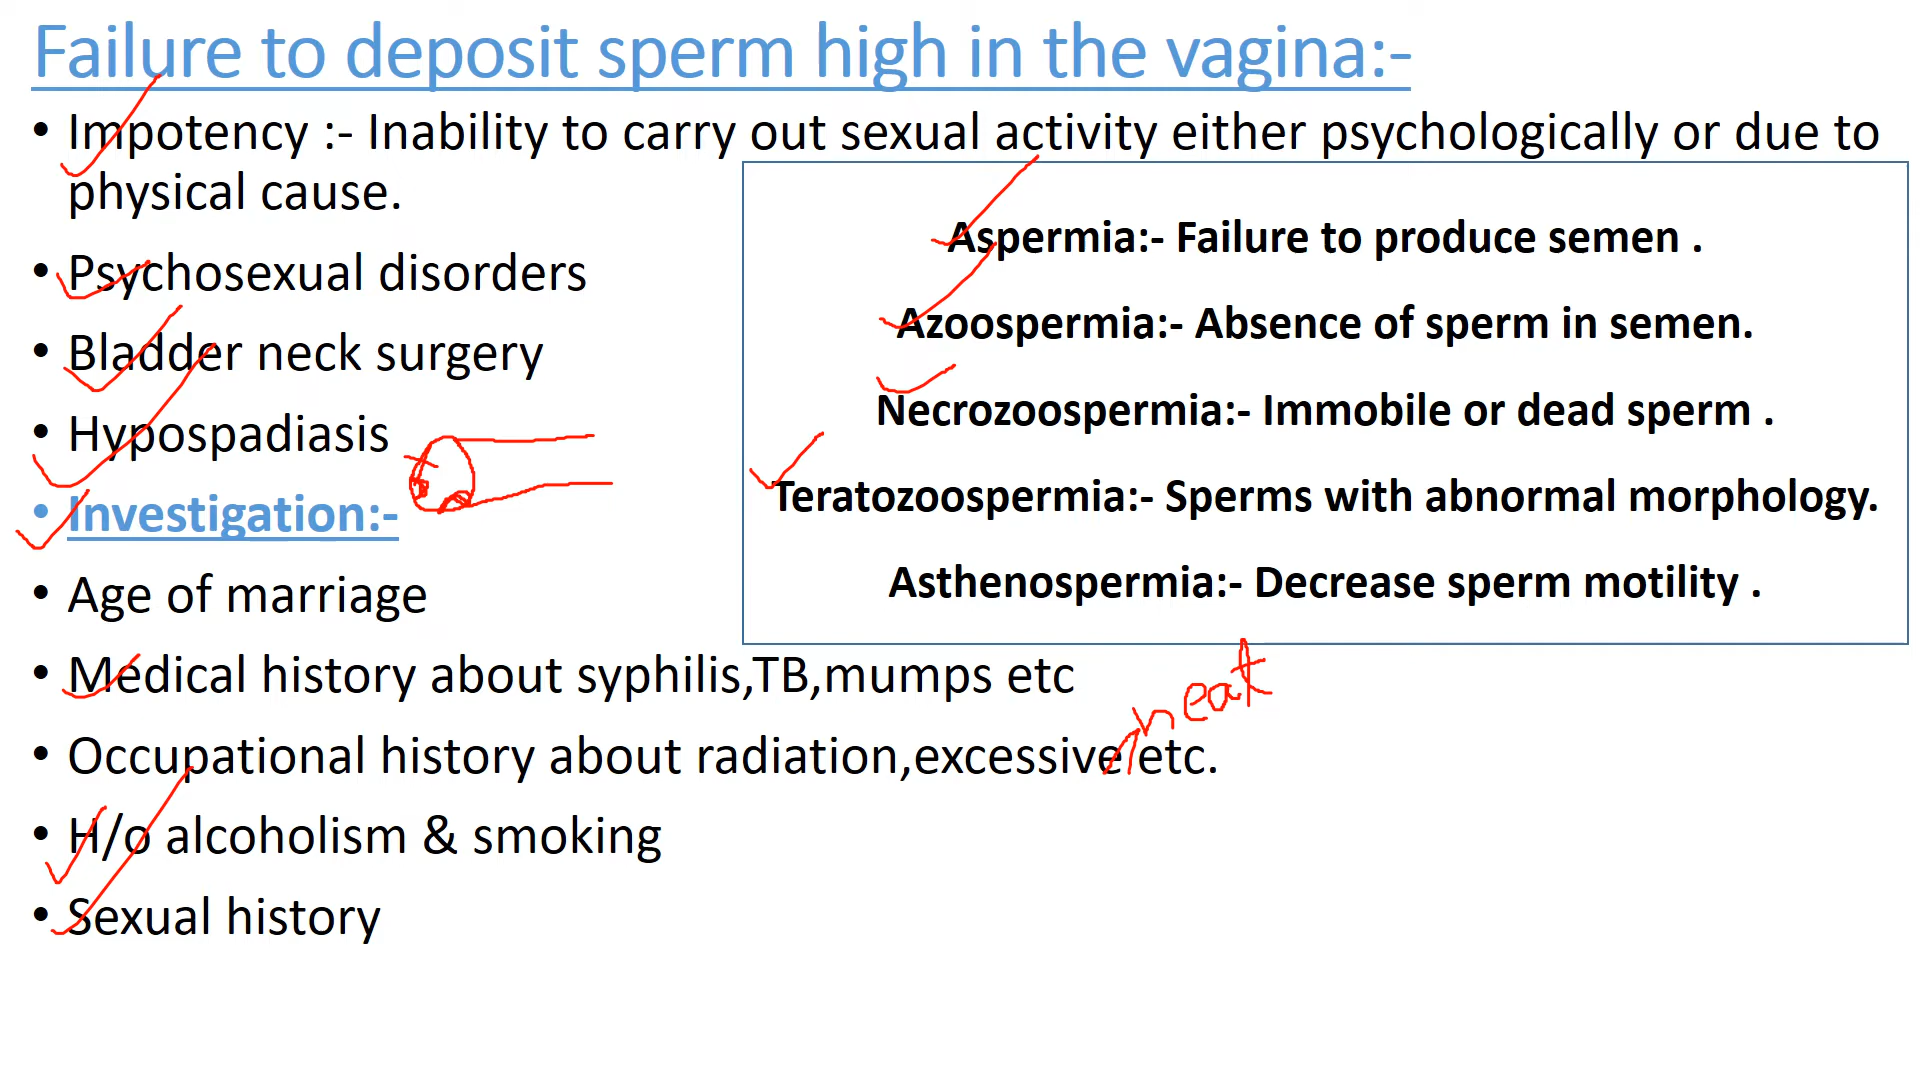 Failure to deposit sperm high in the vagina:-
• Impotency :- Inability to carry out sexual activity either psychologically or due to
physical cause.
• Psychosexual disorders
• Bladder neck surgery
• Hypospadiasis
• Investigation:-
• Age of marriage
• Medical history about syphilis,TB,mumps etc
• Occupational history about radiation,excessive etc.
heat
• H/o alcoholism & smoking
• Sexual history
Aspermia:- Failure to produce semen .
Azoospermia:- Absence of sperm in semen.
Necrozoospermia:- Immobile or dead sperm .
Teratozoospermia:- Sperms with abnormal morphology.
Asthenospermia:- Decrease sperm motility .